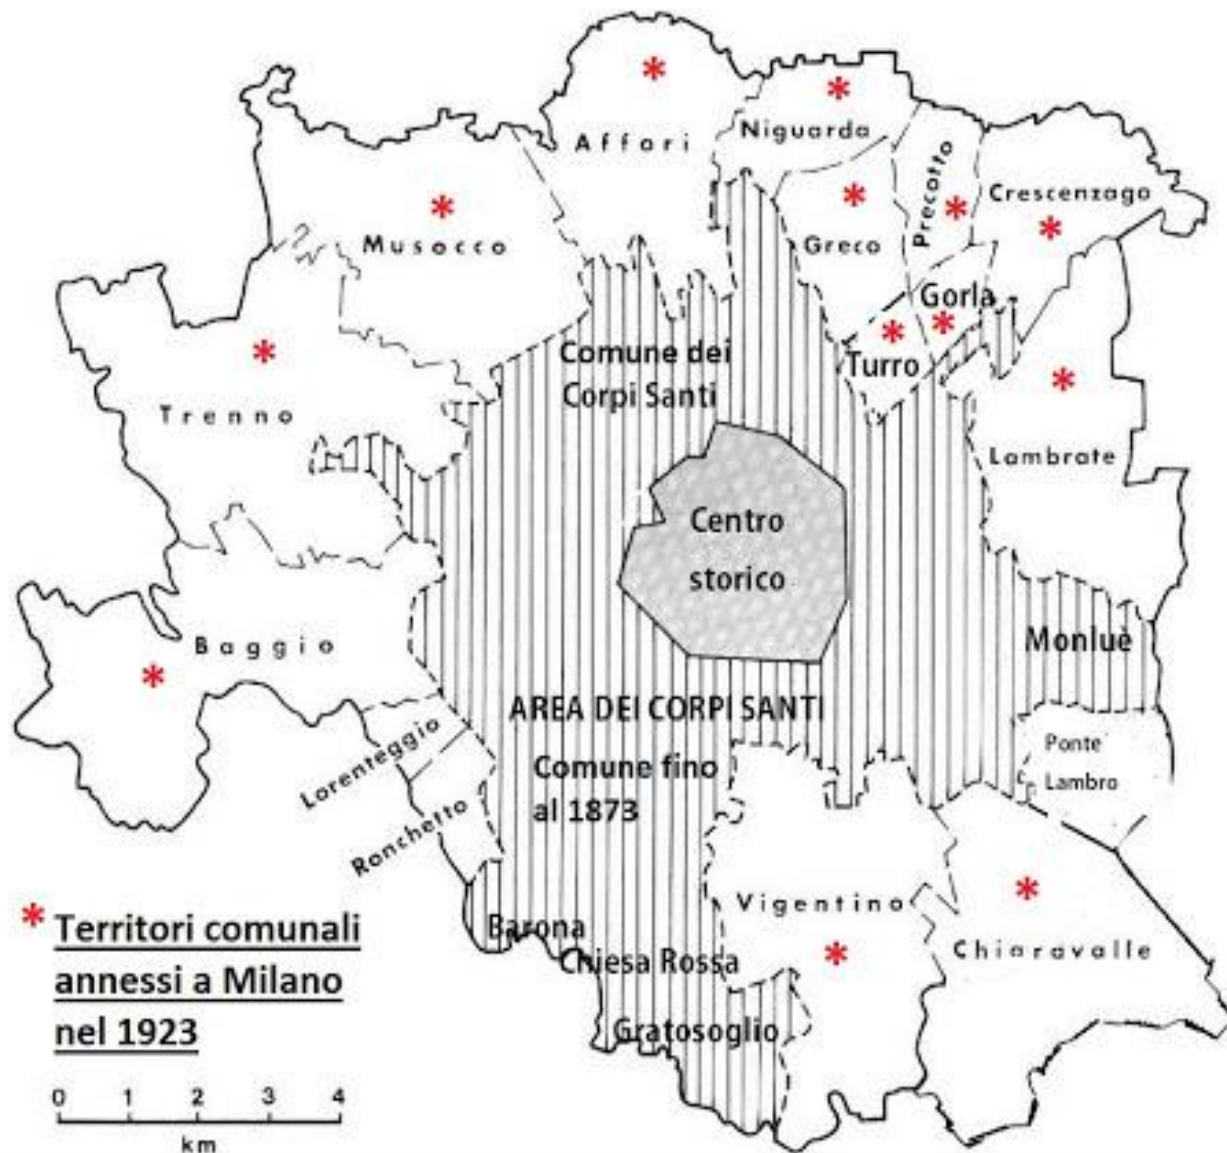 Affori
Niguarda
Precotto
Crescenzago
Musocco
Greco
Gorla
Turro
Comune dei
Corpi Santi
Trenno
Lambrate
Centro
storico
Baggio
Monluè
AREA DEI CORPI SANTI
Lorenteggio
Ponte
Lambro
Comune fino
al 1873
Ronchetto
Vigentino
Barona
Chiesa Rossa
Chiaravalle
Gratosoglio
* Territori comunali
annessi a Milano
nel 1923
0 1 2 3 4
km